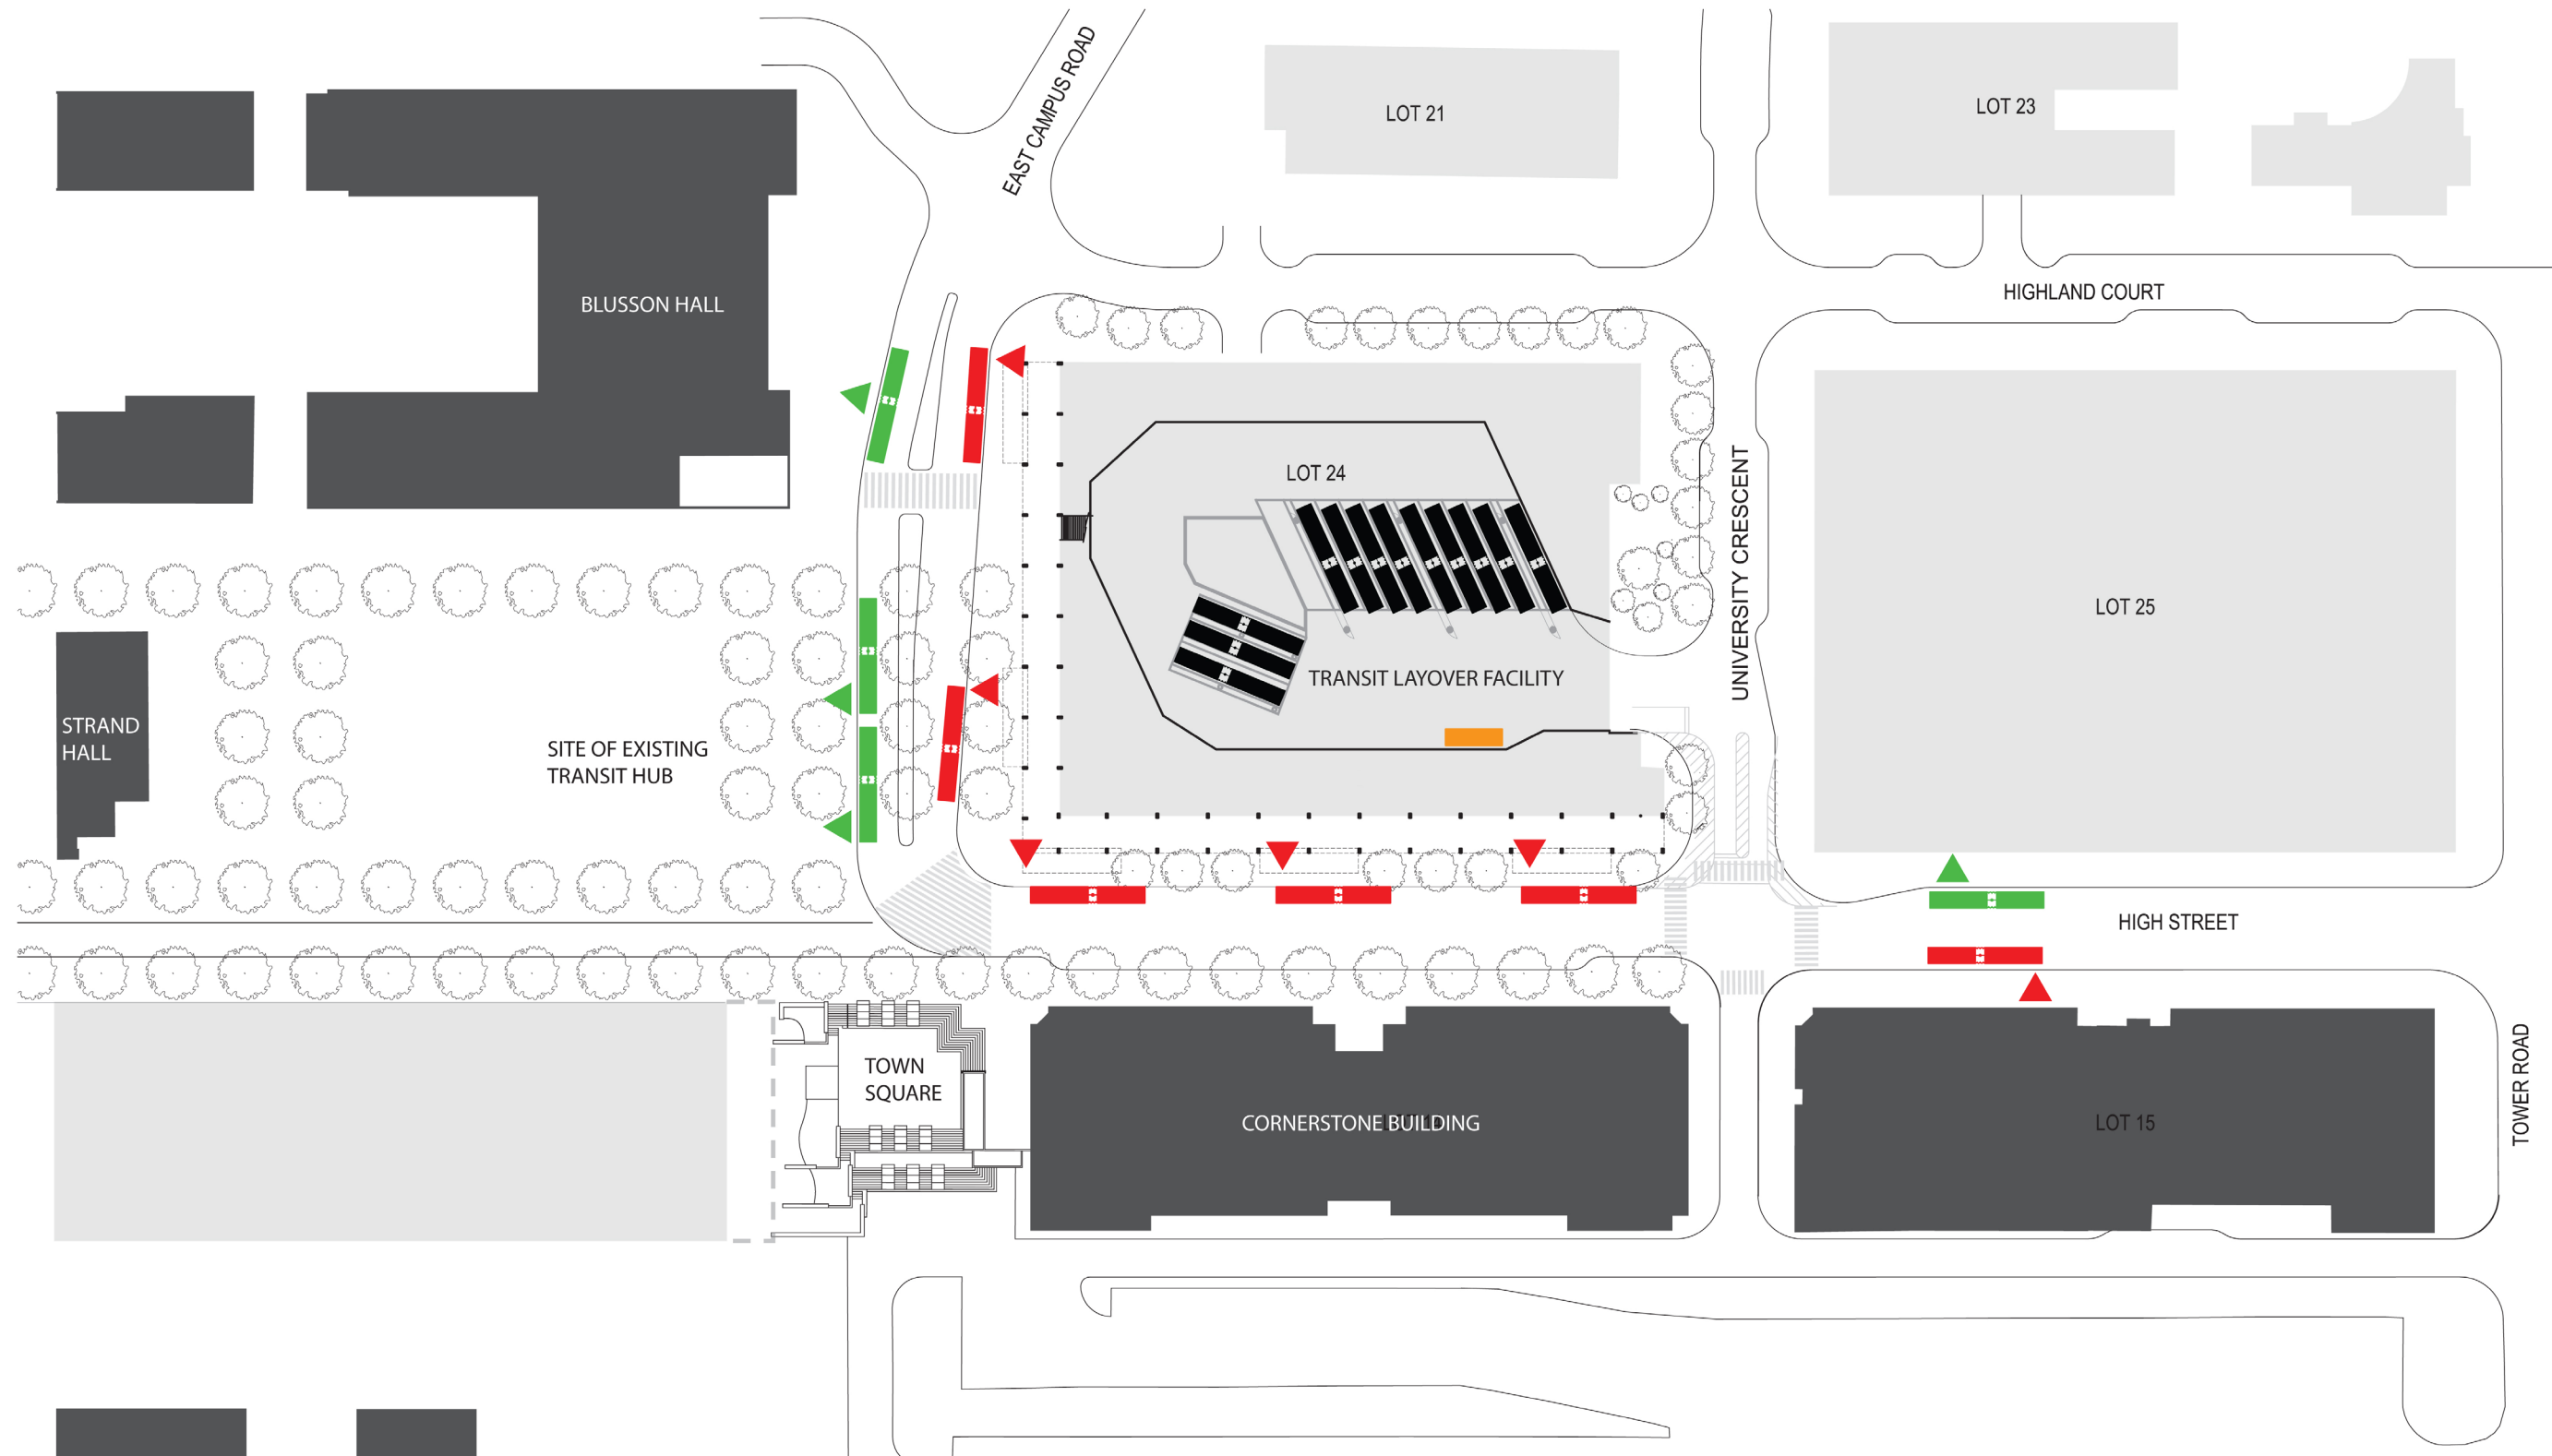 EAST CAMPUS ROAD
LOT 21
LOT 23
HIGHLAND COURT
BLUSSON HALL
LOT 24
UNIVERSITY CRESCENT
LOT 25
TRANSIT LAYOVER FACILITY
STRAND
HALL
SITE OF EXISTING
TRANSIT HUB
HIGH STREET
TOWN
SQUARE
CORNERSTONE BUILDING
LOT 15
TOWER ROAD